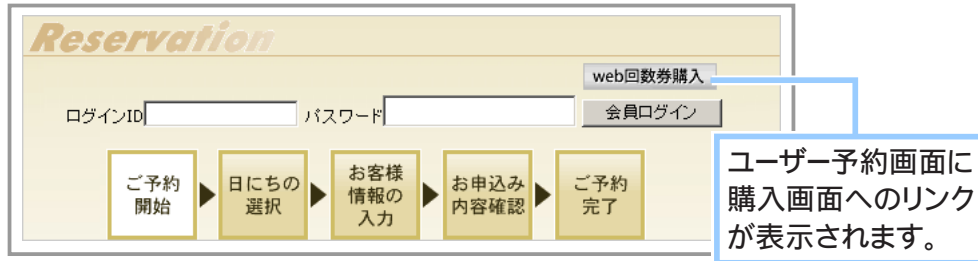 Reservation
web回数券購入
ログインID
パスワード
会員ログイン
ご予約
開始
日にちの
選択
お客様
情報の
入力
お申込み
内容確認
ご予約
完了
ユーザー予約画面に
購入画面へのリンク
が表示されます。